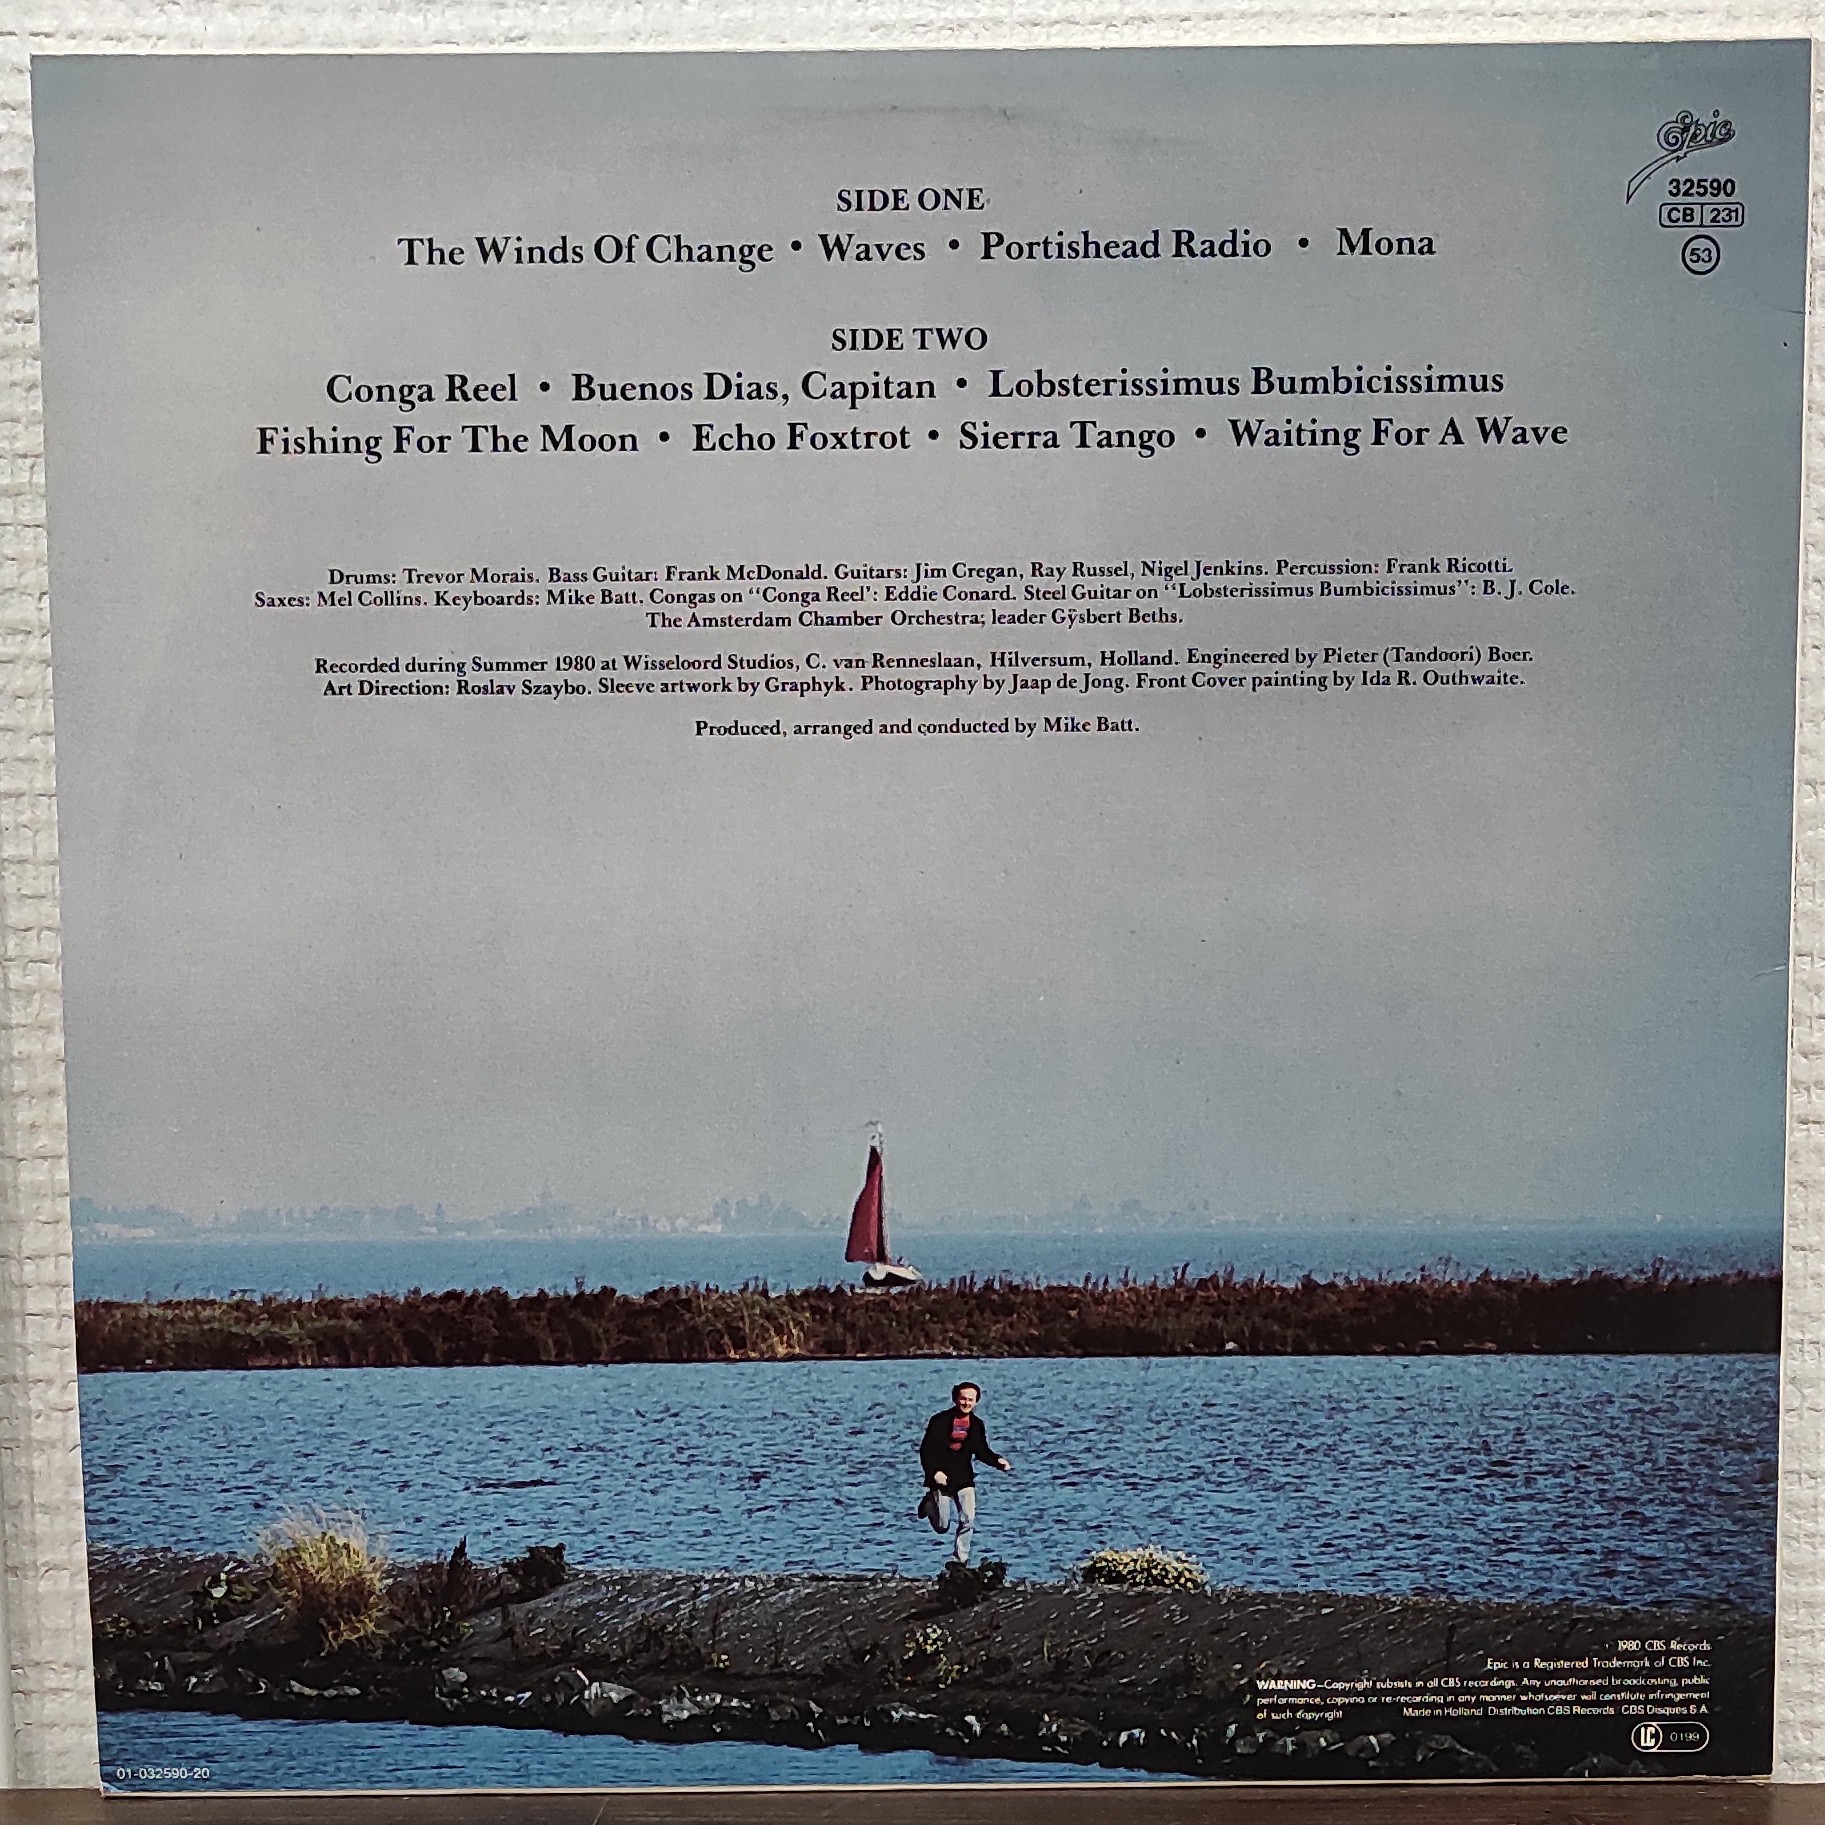 Epic
32590
CB 231
53
SIDE ONE
The Winds Of Change • Waves • Portishead Radio • Mona
SIDE TWO
Conga Reel • Buenos Dias, Capitan • Lobsterissimus Bumbicissimus
Fishing For The Moon • Echo Foxtrot • Sierra Tango • Waiting For A Wave
Drums: Trevor Morais. Bass Guitar: Frank McDonald. Guitars: Jim Cregan, Ray Russel, Nigel Jenkins. Percussion: Frank Ricotti.
Saxes: Mel Collins. Keyboards: Mike Batt. Congas on “Conga Reel’: Eddie Conard. Steel Guitar on “Lobsterissimus Bumbicissimus”: B. J. Cole.
The Amsterdam Chamber Orchestra; leader Gÿsbert Beths.
Recorded during Summer 1980 at Wisseloord Studios, C. van Renneslaan, Hilversum, Holland. Engineered by Pieter (Tandoori) Boer.
Art Direction: Roslav Szaybo. Sleeve artwork by Graphyk. Photography by Jaap de Jong. Front Cover painting by Ida R. Outhwaite.
Produced, arranged and conducted by Mike Batt.
1980 CBS Records
Epic is a Registered Trademark of CBS Inc.
WARNING–Copyright subsists in all CBS recordings. Any unauthorised broadcasting, public
performance, copying or re-recording in any manner whatsoever will constitute infringement
of such copyright Made in Holland Distribution CBS Records / CBS Disques S A
LC 0199
01-032590-20